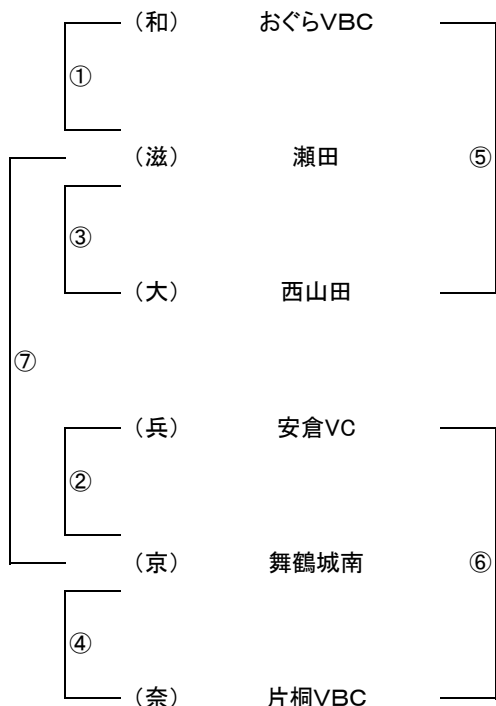 （和） おぐらVBC
①
（滋） 瀬田 ⑤
③
（大） 西山田
⑦
（兵） 安倉VC
②
（京） 舞鶴城南 ⑥
④
（奈） 片桐VBC